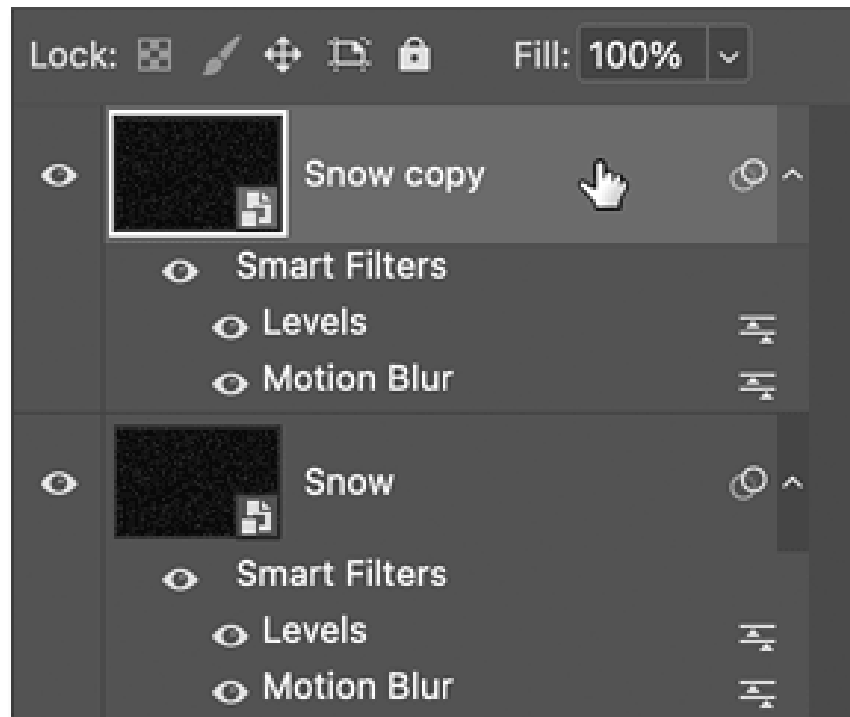 Lock: Fill: 100%
Snow copy
Smart Filters
Levels
Motion Blur
Snow
Smart Filters
Levels
Motion Blur